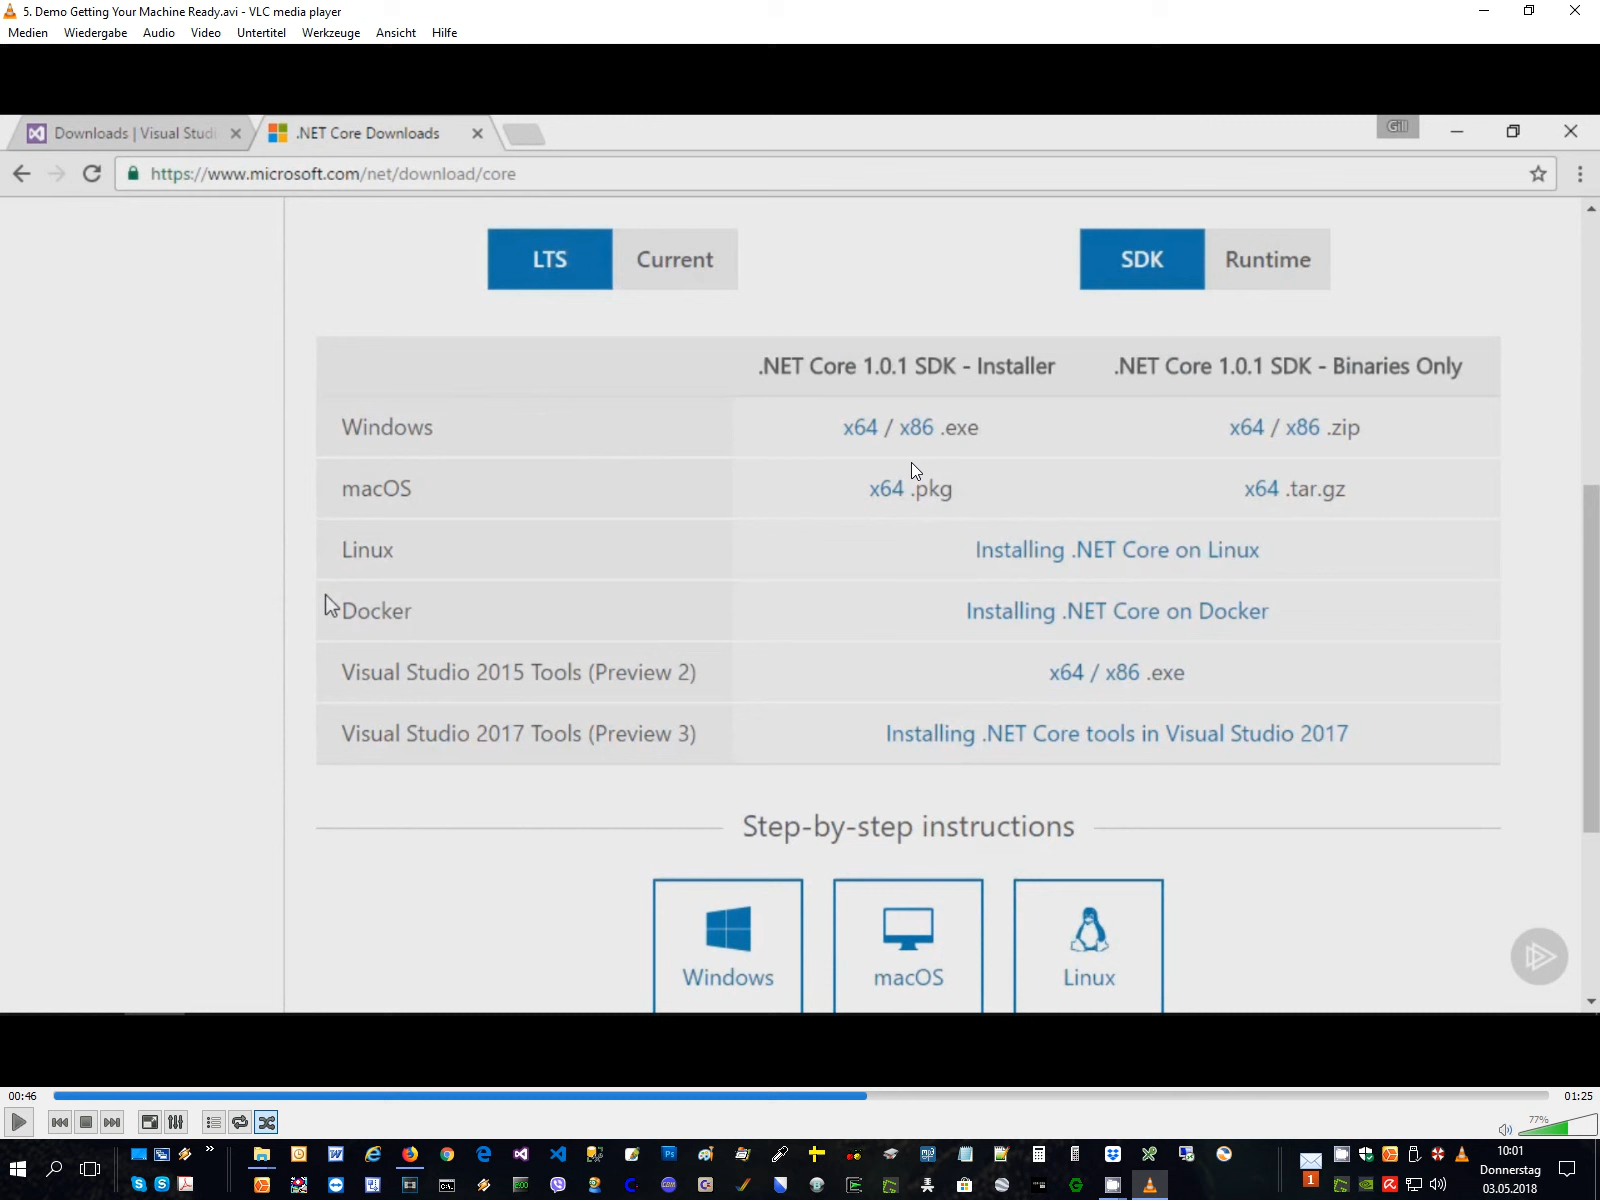 5. Demo Getting Your Machine Ready.avi - VLC media player
Medien Wiedergabe Audio Video Untertitel Werkzeuge Ansicht Hilfe
Downloads | Visual Studi
.NET Core Downloads
Gill
https://www.microsoft.com/net/download/core
LTS Current SDK Runtime
.NET Core 1.0.1 SDK - Installer .NET Core 1.0.1 SDK - Binaries Only
Windows x64 / x86 .exe x64 / x86 .zip
macOS x64 .pkg x64 .tar.gz
Linux Installing .NET Core on Linux
Docker Installing .NET Core on Docker
Visual Studio 2015 Tools (Preview 2) x64 / x86 .exe
Visual Studio 2017 Tools (Preview 3) Installing .NET Core tools in Visual Studio 2017
Step-by-step instructions
Windows macOS Linux
00:46 01:25
77%
10:01
Donnerstag
03.05.2018
1